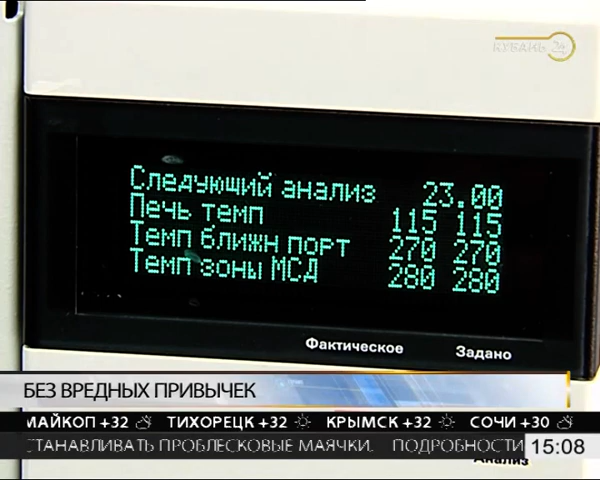 КУБАНЬ 24
Следующий анализ 23.00
Печь темп 115 115
Темп ближн порт 270 270
Темп зоны МСД 280 280
Фактическое Задано
БЕЗ ВРЕДНЫХ ПРИВЫЧЕК
МАЙКОП +32 ТИХОРЕЦК +32 КРЫМСК +32 СОЧИ +30
СТАНАВЛИВАТЬ ПРОБЛЕСКОВЫЕ МАЯЧКИ. ПОДРОБНОСТИ 15:08
Анализ